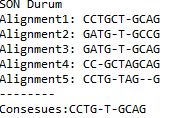 SON Durum
Alignment1: CCTGCT-GCAG
Alignment2: GATG-T-GCCG
Alignment3: GATG-T-GCAG
Alignment4: CC-GCTAGCAG
Alignment5: CCTG-TAG--G
--------
Consesues:CCTG-T-GCAG